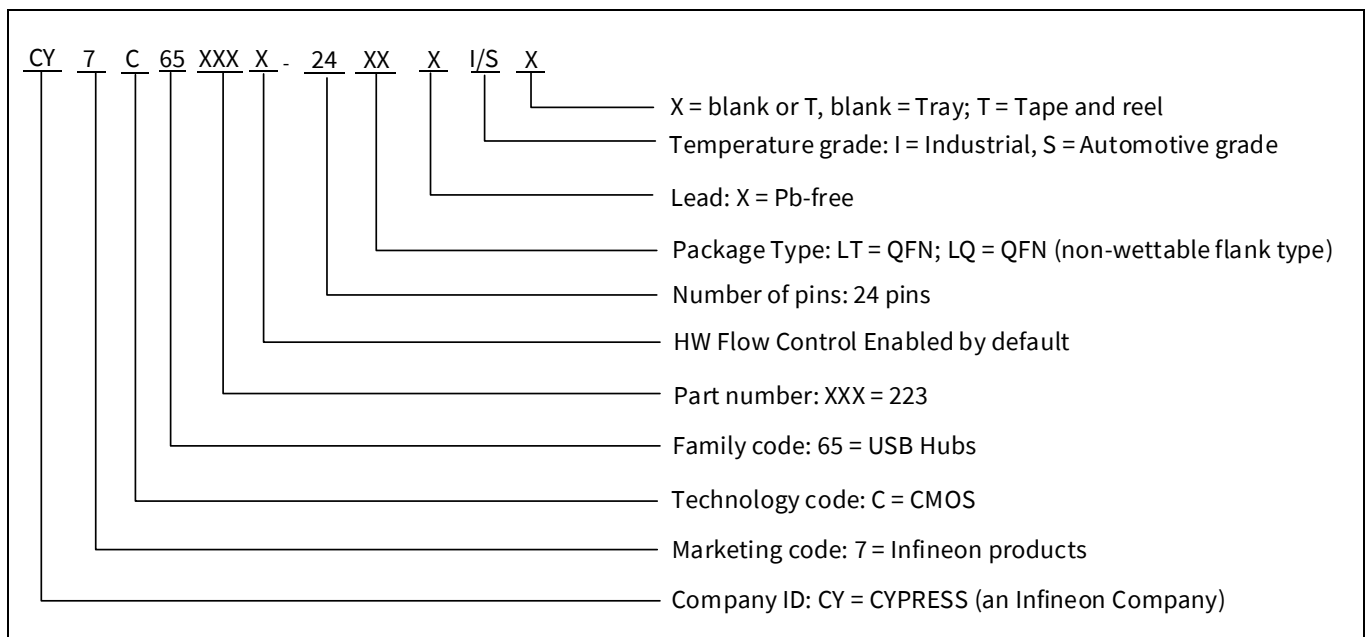 CY 7 C 65 XXX X - 24 XX X I/S X
X = blank or T, blank = Tray; T = Tape and reel
Temperature grade: I = Industrial, S = Automotive grade
Lead: X = Pb-free
Package Type: LT = QFN; LQ = QFN (non-wettable flank type)
Number of pins: 24 pins
HW Flow Control Enabled by default
Part number: XXX = 223
Family code: 65 = USB Hubs
Technology code: C = CMOS
Marketing code: 7 = Infineon products
Company ID: CY = CYPRESS (an Infineon Company)